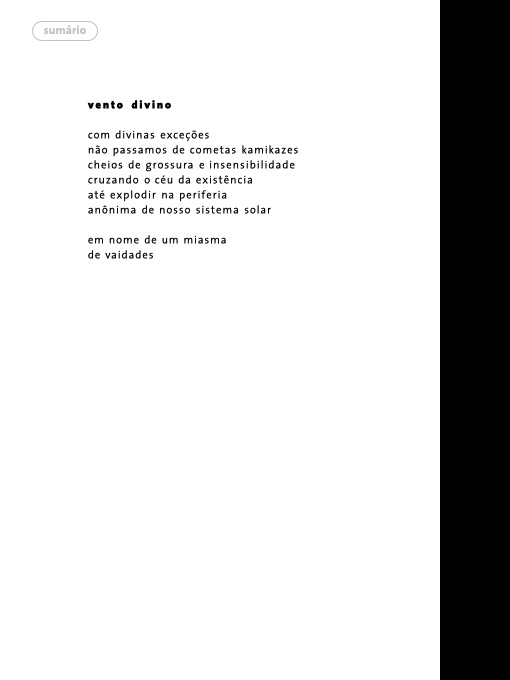 sumário
vento divino
com divinas exceções
não passamos de cometas kamikazes
cheios de grossura e insensibilidade
cruzando o céu da existência
até explodir na periferia
anônima de nosso sistema solar
em nome de um miasma
de vaidades